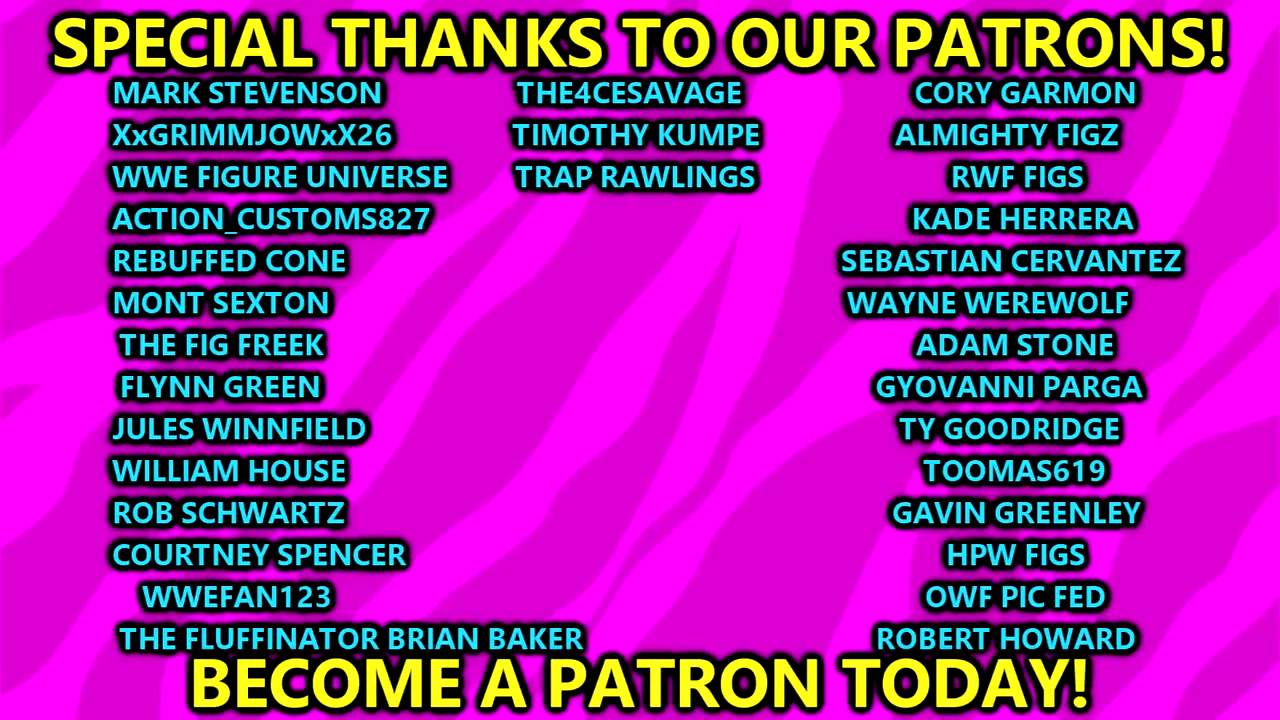 SPECIAL THANKS TO OUR PATRONS!
MARK STEVENSON
XxGRIMMJOWxX26
WWE FIGURE UNIVERSE
ACTION_CUSTOMS827
REBUFFED CONE
MONT SEXTON
THE FIG FREEK
FLYNN GREEN
JULES WINNFIELD
WILLIAM HOUSE
ROB SCHWARTZ
COURTNEY SPENCER
WWEFAN123
THE FLUFFINATOR BRIAN BAKER
THE4CESAVAGE
TIMOTHY KUMPE
TRAP RAWLINGS
CORY GARMON
ALMIGHTY FIGZ
RWF FIGS
KADE HERRERA
SEBASTIAN CERVANTEZ
WAYNE WEREWOLF
ADAM STONE
GYOVANNI PARGA
TY GOODRIDGE
TOOMAS619
GAVIN GREENLEY
HPW FIGS
OWF PIC FED
ROBERT HOWARD
BECOME A PATRON TODAY!